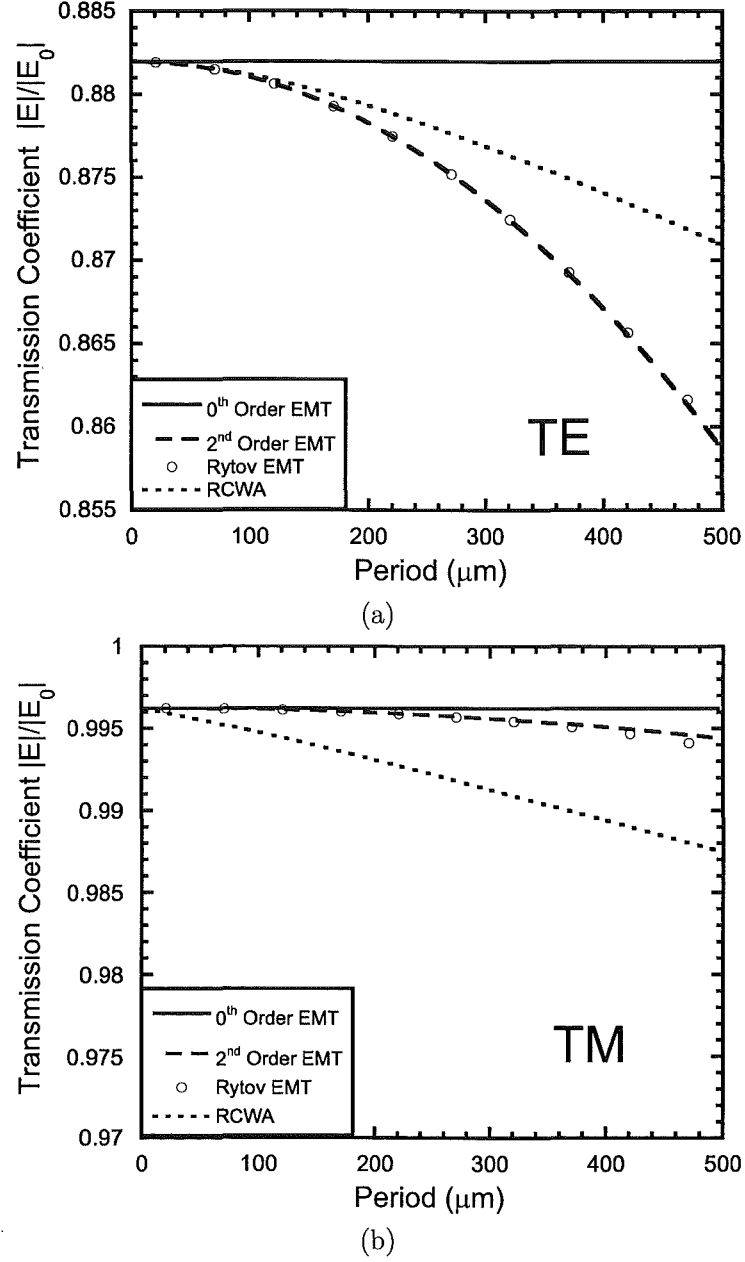 Transmission Coefficient |E|/|E0|
0.885
0.88
0.875
0.87
0.865
0.86
0.855
0th Order EMT
2nd Order EMT
Rytov EMT
RCWA
TE
0 100 200 300 400 500
Period (μm)
(a)
Transmission Coefficient |E|/|E0|
1
0.995
0.99
0.985
0.98
0.975
0.97
0th Order EMT
2nd Order EMT
Rytov EMT
RCWA
TM
0 100 200 300 400 500
Period (μm)
(b)